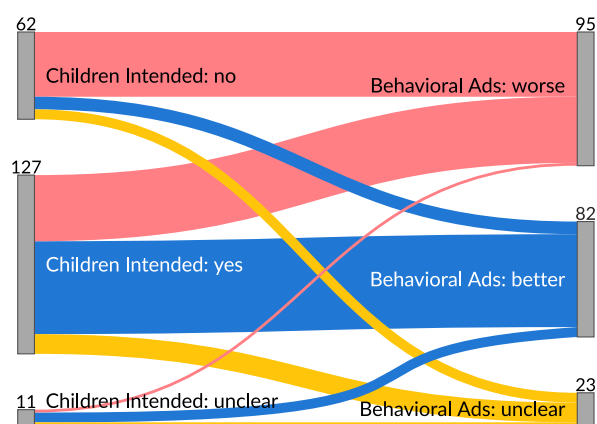 62
95
Children Intended: no
Behavioral Ads: worse
127
82
Children Intended: yes
Behavioral Ads: better
23
11
Children Intended: unclear
Behavioral Ads: unclear